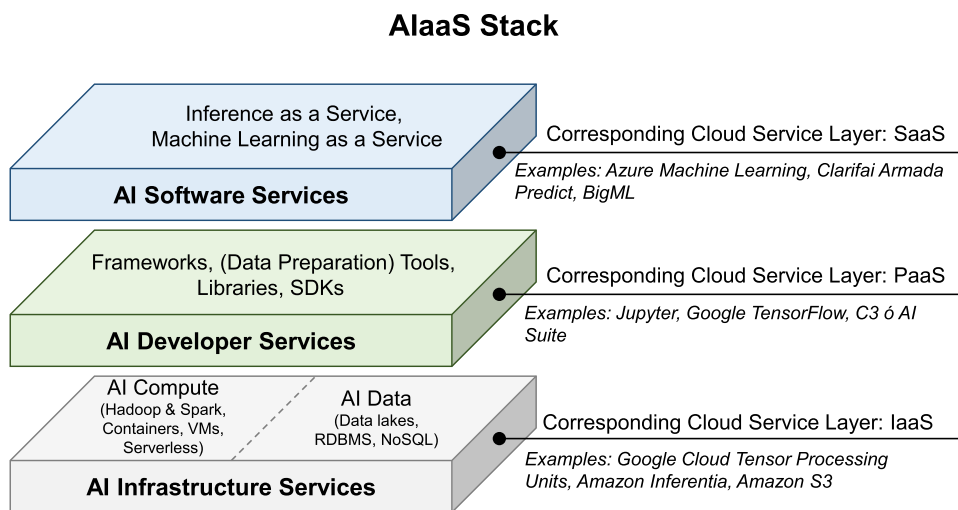 AIaaS Stack
Inference as a Service,
Machine Learning as a Service
AI Software Services
Corresponding Cloud Service Layer: SaaS
Examples: Azure Machine Learning, Clarifai Armada
Predict, BigML
Frameworks, (Data Preparation) Tools,
Libraries, SDKs
AI Developer Services
Corresponding Cloud Service Layer: PaaS
Examples: Jupyter, Google TensorFlow, C3 ó AI
Suite
AI Compute
(Hadoop & Spark,
Containers, VMs,
Serverless)
AI Data
(Data lakes,
RDBMS, NoSQL)
AI Infrastructure Services
Corresponding Cloud Service Layer: IaaS
Examples: Google Cloud Tensor Processing
Units, Amazon Inferentia, Amazon S3